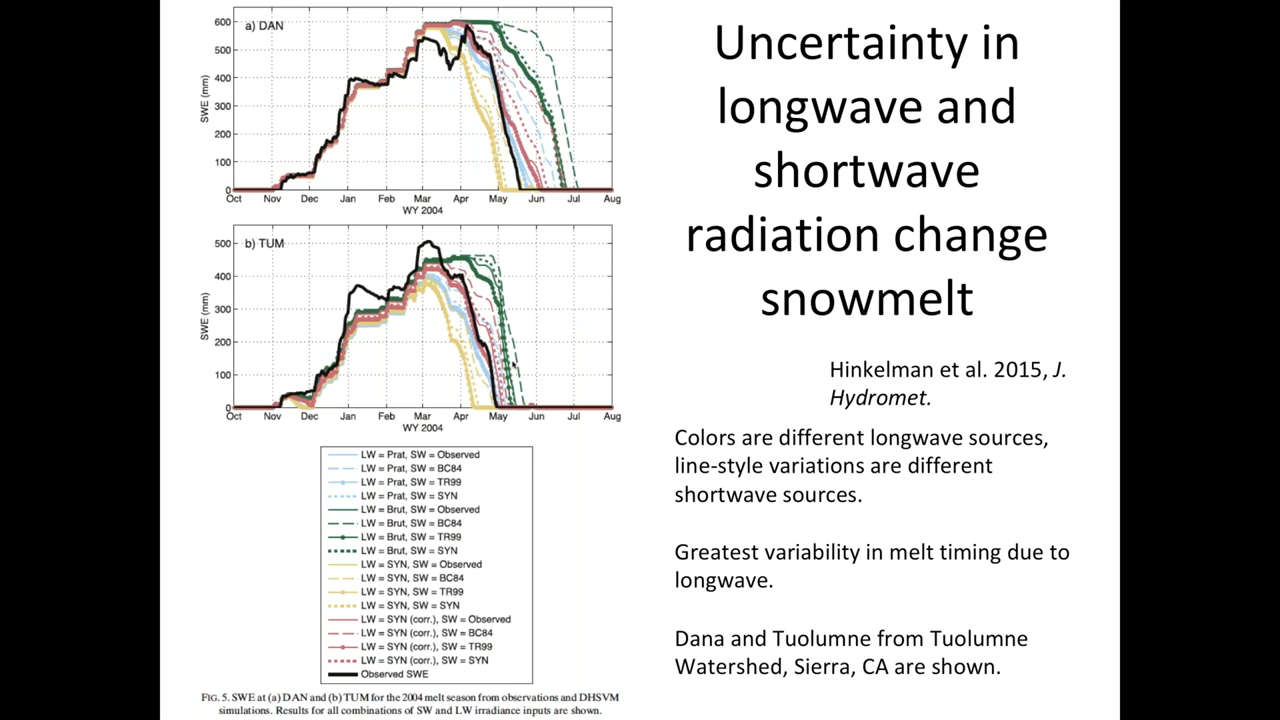 a) DAN
SWE (mm)
600
500
400
300
200
100
0
Oct Nov Dec Jan Feb Mar Apr May Jun Jul Aug
WY 2004
b) TUM
SWE (mm)
500
400
300
200
100
0
Oct Nov Dec Jan Feb Mar Apr May Jun Jul Aug
WY 2004
LW = Prat, SW = Observed
LW = Prat, SW = BC84
LW = Prat, SW = TR99
LW = Prat, SW = SYN
LW = Brut, SW = Observed
LW = Brut, SW = BC84
LW = Brut, SW = TR99
LW = Brut, SW = SYN
LW = SYN, SW = Observed
LW = SYN, SW = BC84
LW = SYN, SW = TR99
LW = SYN, SW = SYN
LW = SYN (corr.), SW = Observed
LW = SYN (corr.), SW = BC84
LW = SYN (corr.), SW = TR99
LW = SYN (corr.), SW = SYN
Observed SWE
FIG. 5. SWE at (a) DAN and (b) TUM for the 2004 melt season from observations and DHSVM
simulations. Results for all combinations of SW and LW irradiance inputs are shown.
Uncertainty in
longwave and
shortwave
radiation change
snowmelt
Hinkelman et al. 2015, J.
Hydromet.
Colors are different longwave sources,
line-style variations are different
shortwave sources.
Greatest variability in melt timing due to
longwave.
Dana and Tuolumne from Tuolumne
Watershed, Sierra, CA are shown.